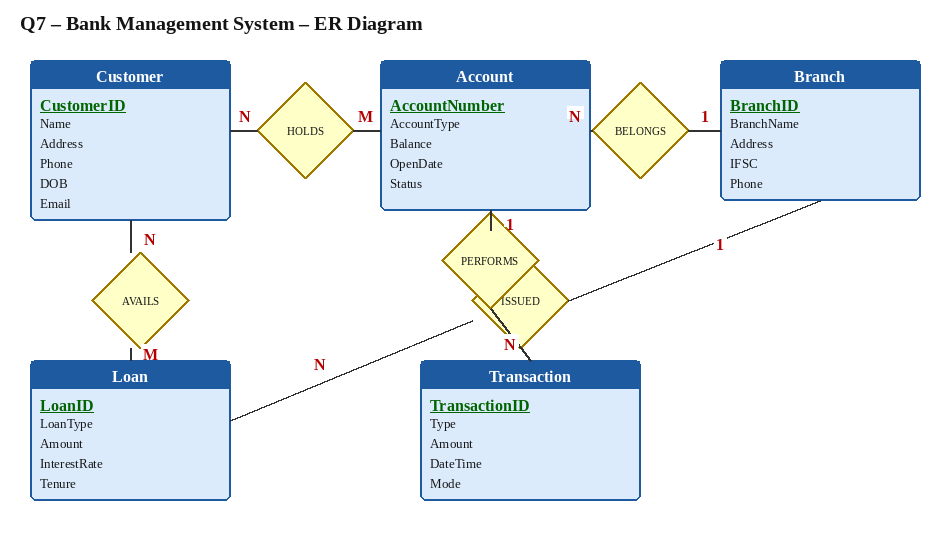 Q7 – Bank Management System – ER Diagram
Customer
CustomerID
Name
Address
Phone
DOB
Email
N
HOLDS
M
Account
AccountNumber
AccountType
Balance
OpenDate
Status
N
BELONGS
1
Branch
BranchID
BranchName
Address
IFSC
Phone
N
AVAILS
M
1
PERFORMS
ISSUED
1
N
N
Loan
LoanID
LoanType
Amount
InterestRate
Tenure
Transaction
TransactionID
Type
Amount
DateTime
Mode